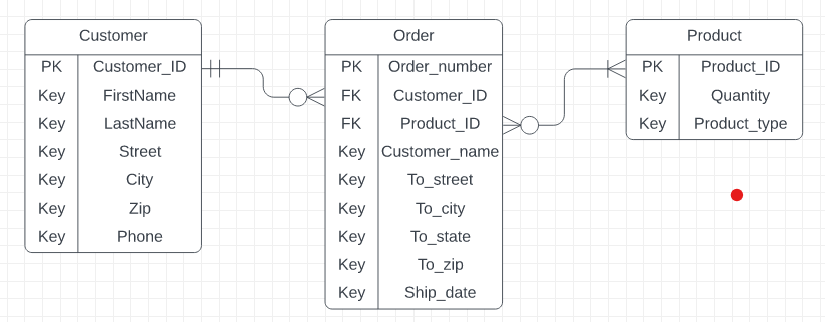 Customer
PK Customer_ID
Key FirstName
Key LastName
Key Street
Key City
Key Zip
Key Phone
Order
PK Order_number
FK Customer_ID
FK Product_ID
Key Customer_name
Key To_street
Key To_city
Key To_state
Key To_zip
Key Ship_date
Product
PK Product_ID
Key Quantity
Key Product_type